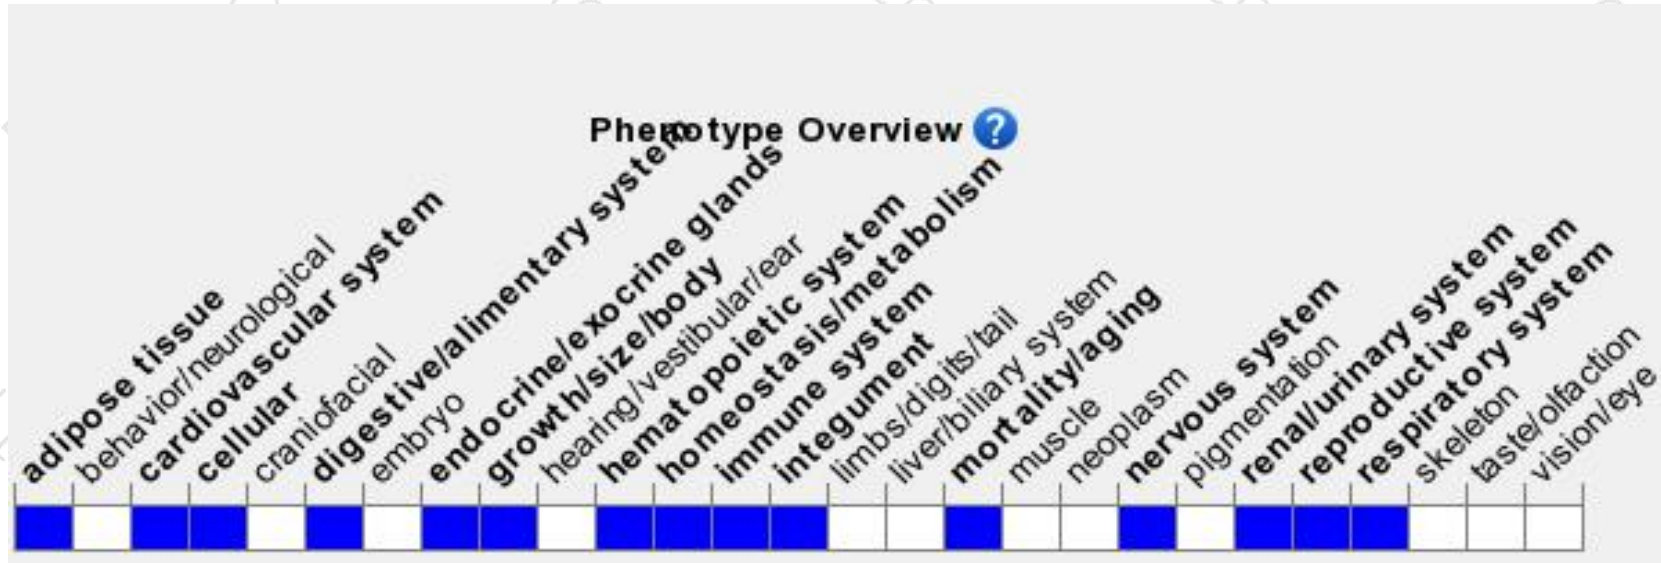 Phenotype Overview ?
adipose tissue
behavior/neurological
cardiovascular system
cellular
craniofacial
digestive/alimentary system
embryo
endocrine/exocrine glands
growth/size/body
hearing/vestibular/ear
hematopoietic system
homeostasis/metabolism
immune system
integument
limbs/digits/tail
liver/biliary system
mortality/aging
muscle
neoplasm
nervous system
pigmentation
renal/urinary system
reproductive system
respiratory system
skeleton
taste/olfaction
vision/eye